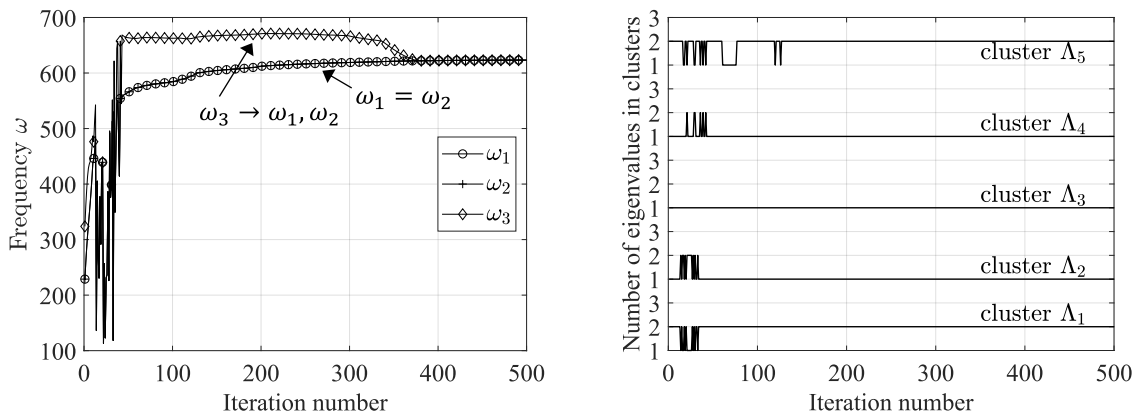 700
600
500
400
300
200
100
0
100
200
300
400
500
Frequency ω
Iteration number
ω₃ → ω₁, ω₂
ω₁ = ω₂
ω₁
ω₂
ω₃
Number of eigenvalues in clusters
3
2
1
3
2
1
3
2
1
3
2
1
3
2
1
cluster Λ₅
cluster Λ₄
cluster Λ₃
cluster Λ₂
cluster Λ₁
0
100
200
300
400
500
Iteration number